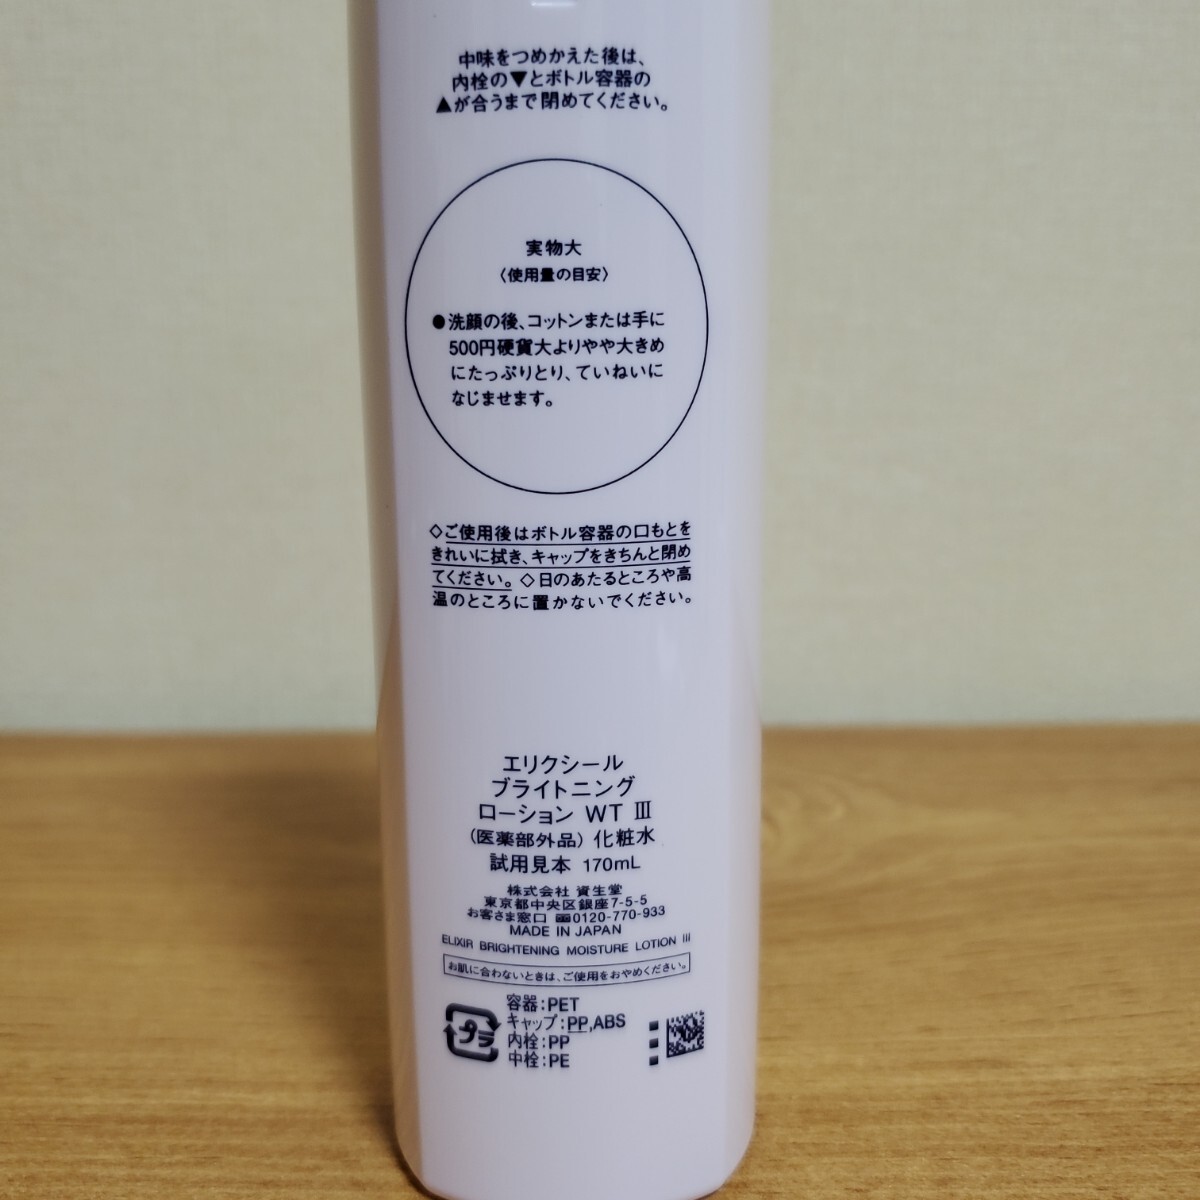 中味をつめかえた後は、
内栓の▼とボトル容器の
▲が合うまで閉めてください。
実物大
〈使用量の目安〉
●洗顔の後、コットンまたは手に
500円硬貨大よりやや大きめ
にたっぷりとり、ていねいに
なじませます。
◇ご使用後はボトル容器の口もとを
きれいに拭き、キャップをきちんと閉め
てください。◇日のあたるところや高
温のところに置かないでください。
エリクシール
ブライトニング
ローション WT Ⅲ
(医薬部外品) 化粧水
試用見本 170mL
株式会社 資生堂
東京都中央区銀座7-5-5
お客さま窓口 0120-770-933
MADE IN JAPAN
ELIXIR BRIGHTENING MOISTURE LOTION Ⅲ
お肌に合わないときは、ご使用をおやめください。
プラ
容器:PET
キャップ:PP,ABS
内栓:PP
中栓:PE